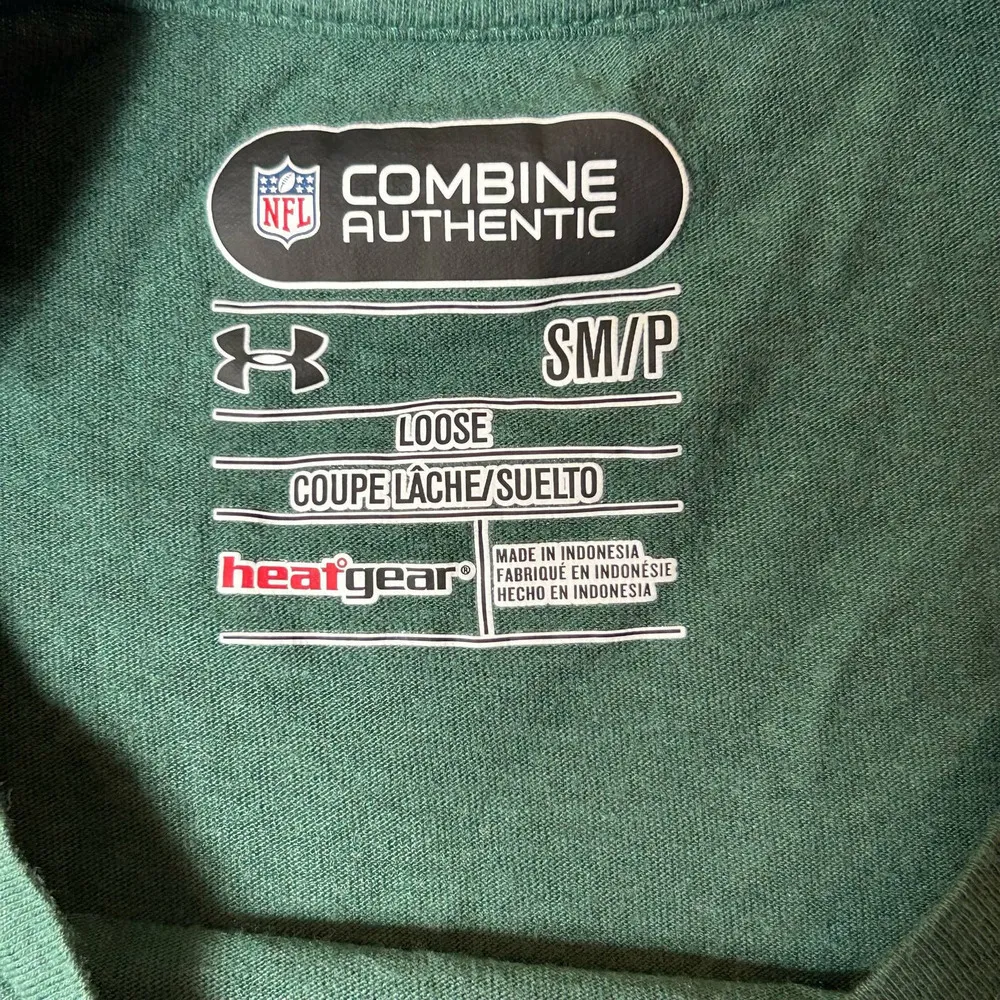 NFL
COMBINE
AUTHENTIC
SM//P
LOOSE
COUPE LÂCHE/SUELTO
heatgear®
MADE IN INDONESIA
FABRIQUÉ EN INDONÉSIE
HECHO EN INDONESIA